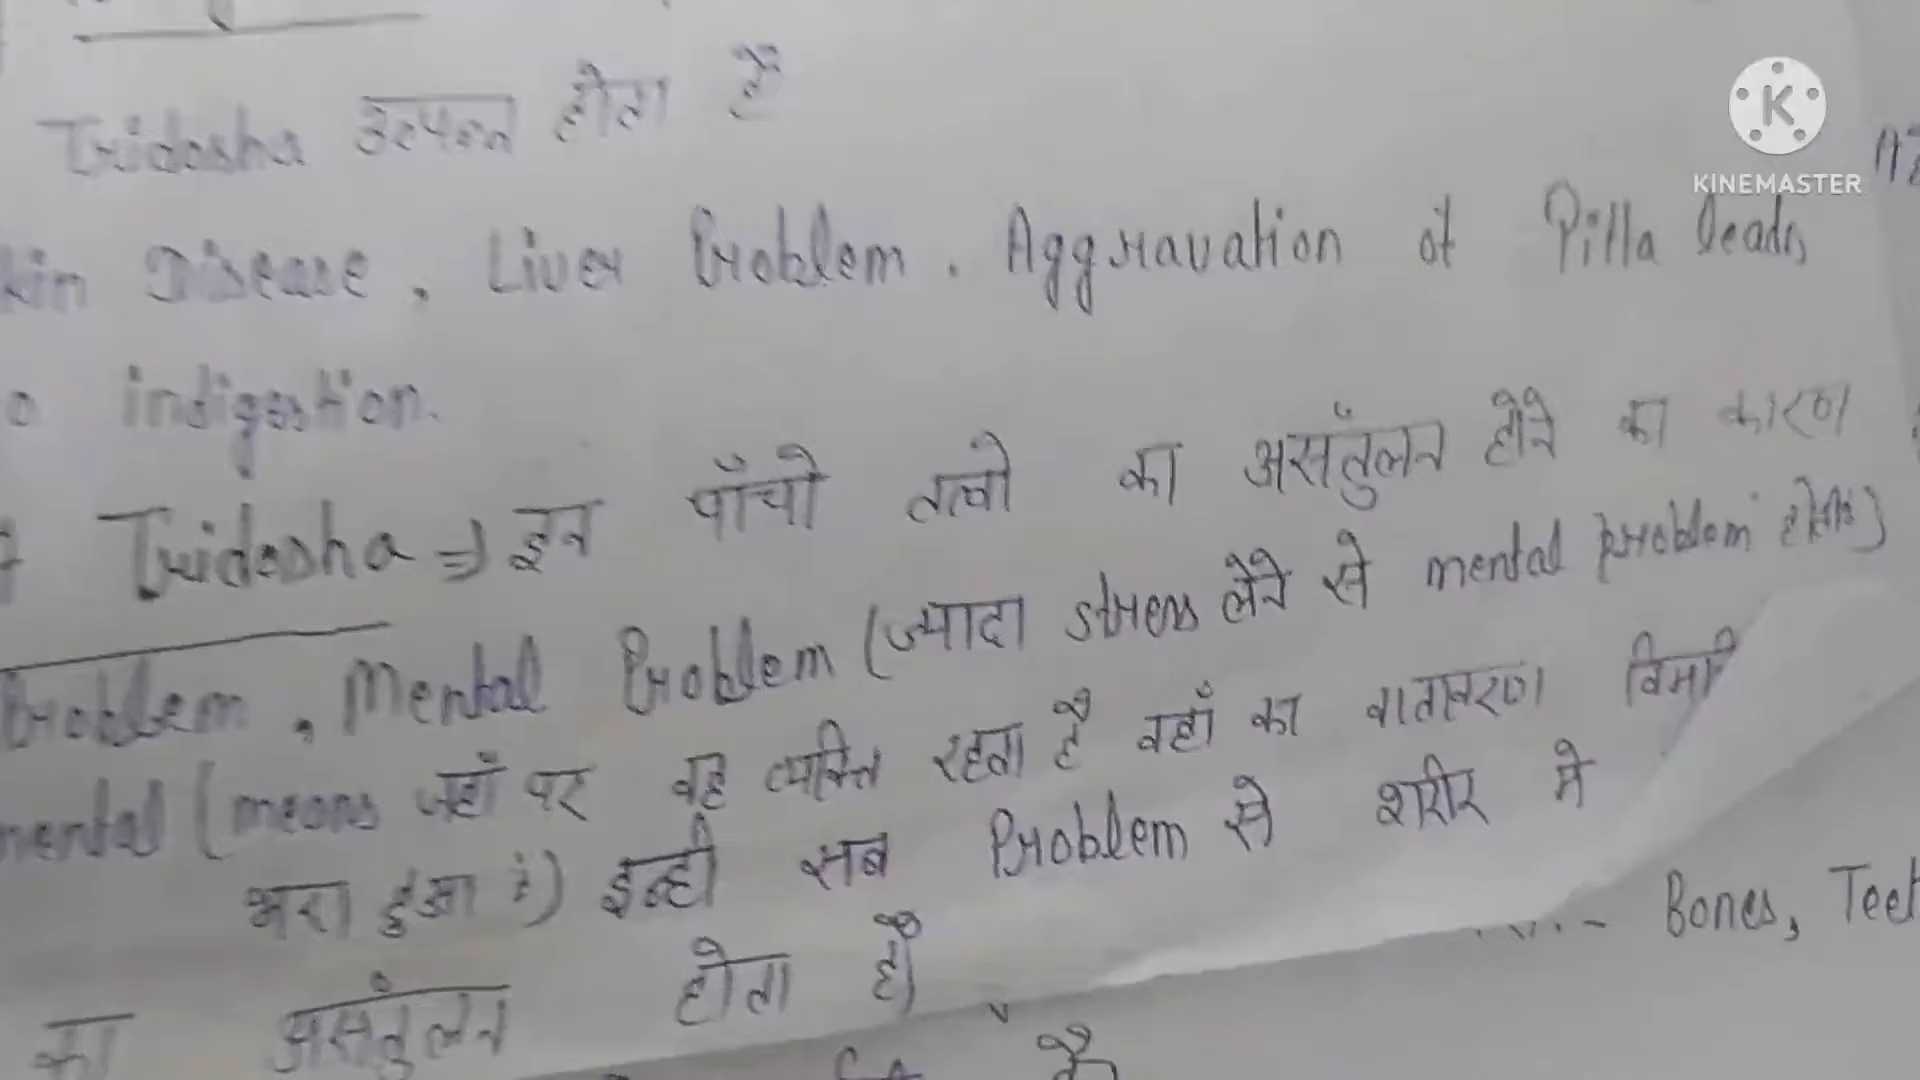 Tridosha उत्पन्न होता है
kin Disease, Liver Problem. Aggravation of Pitta leads
o indigestion.
Tridosha => इन पाँचो तत्वो का असंतुलन होने का कारण
Problem, Mental Problem (ज्यादा stress लेने से mental problem होता है)
mental (means जहाँ पर वह व्यक्ति रहता है वहाँ का वातावरण
भरा हुआ है) इन्ही सब Problem से शरीर मे
Bones, Teet
का असंतुलन होता है
है
KINEMASTER